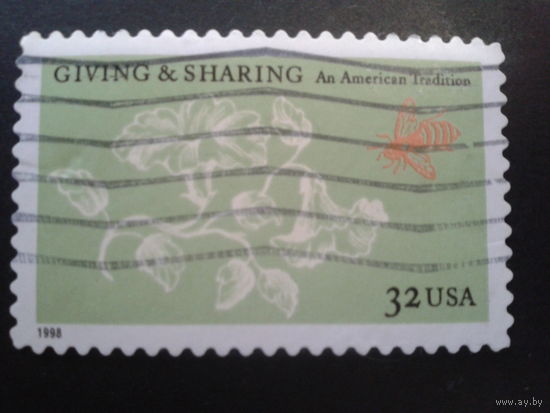 GIVING & SHARING An American Tradition
32 USA
1998
www.ay.by